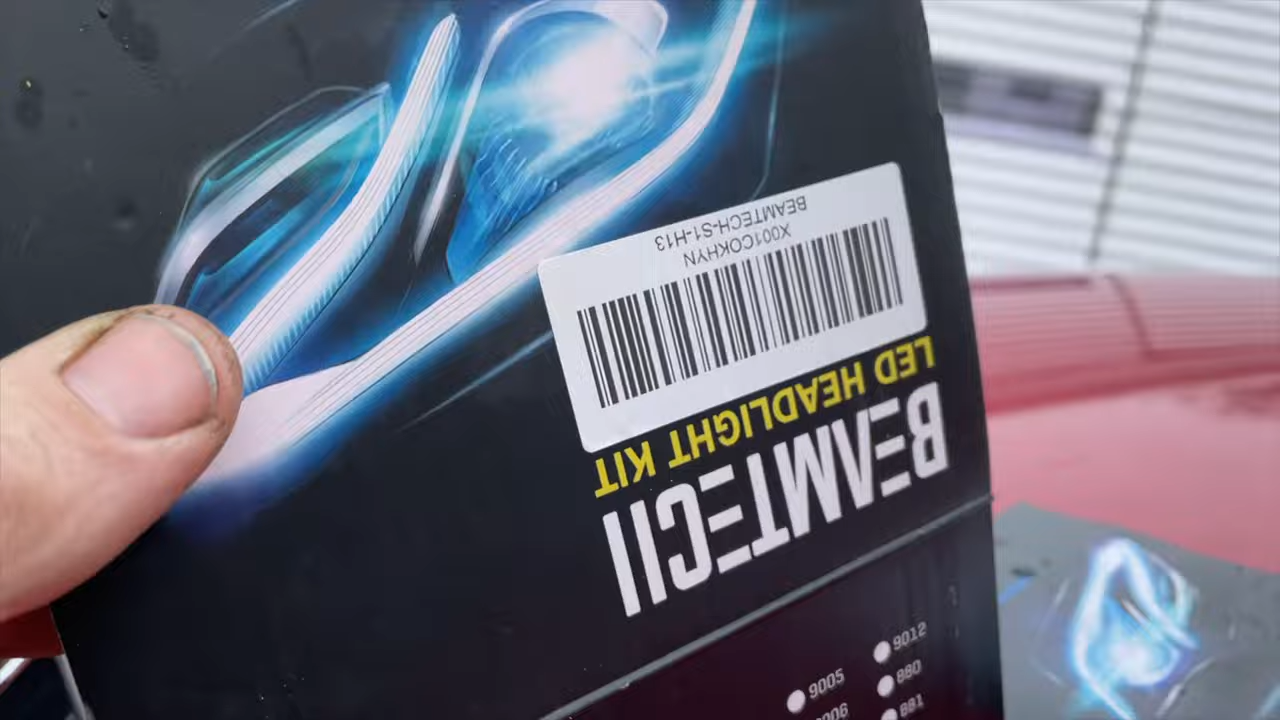 BEAMTECH
LED HEADLIGHT KIT
X001COKHYN
BEAMTECH-S1-H13
9005
9012
880
881